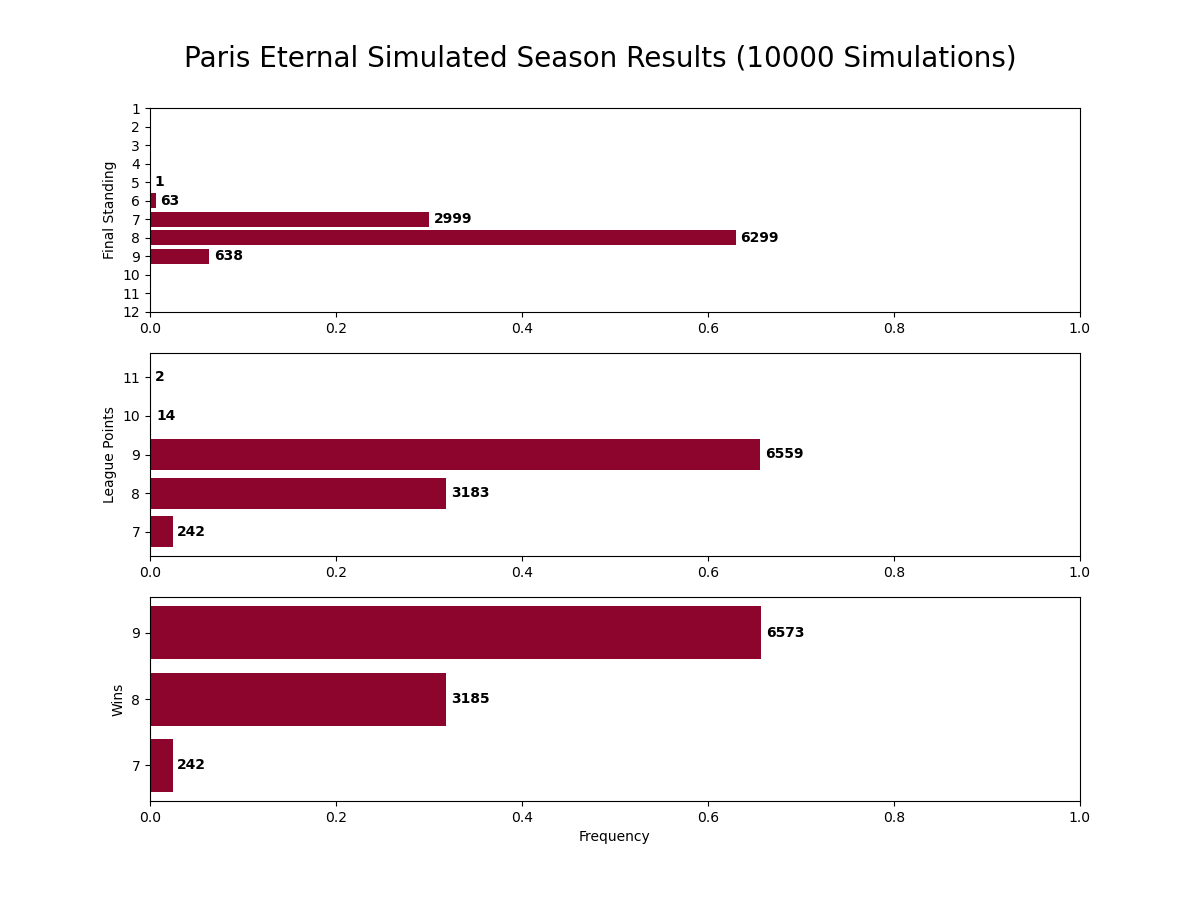 Paris Eternal Simulated Season Results (10000 Simulations)
Final Standing
1
2
3
4
5 1
6 63
7 2999
8 6299
9 638
10
11
12
0.0 0.2 0.4 0.6 0.8 1.0
League Points
11 2
10 14
9 6559
8 3183
7 242
0.0 0.2 0.4 0.6 0.8 1.0
Wins
9 6573
8 3185
7 242
0.0 0.2 0.4 0.6 0.8 1.0
Frequency